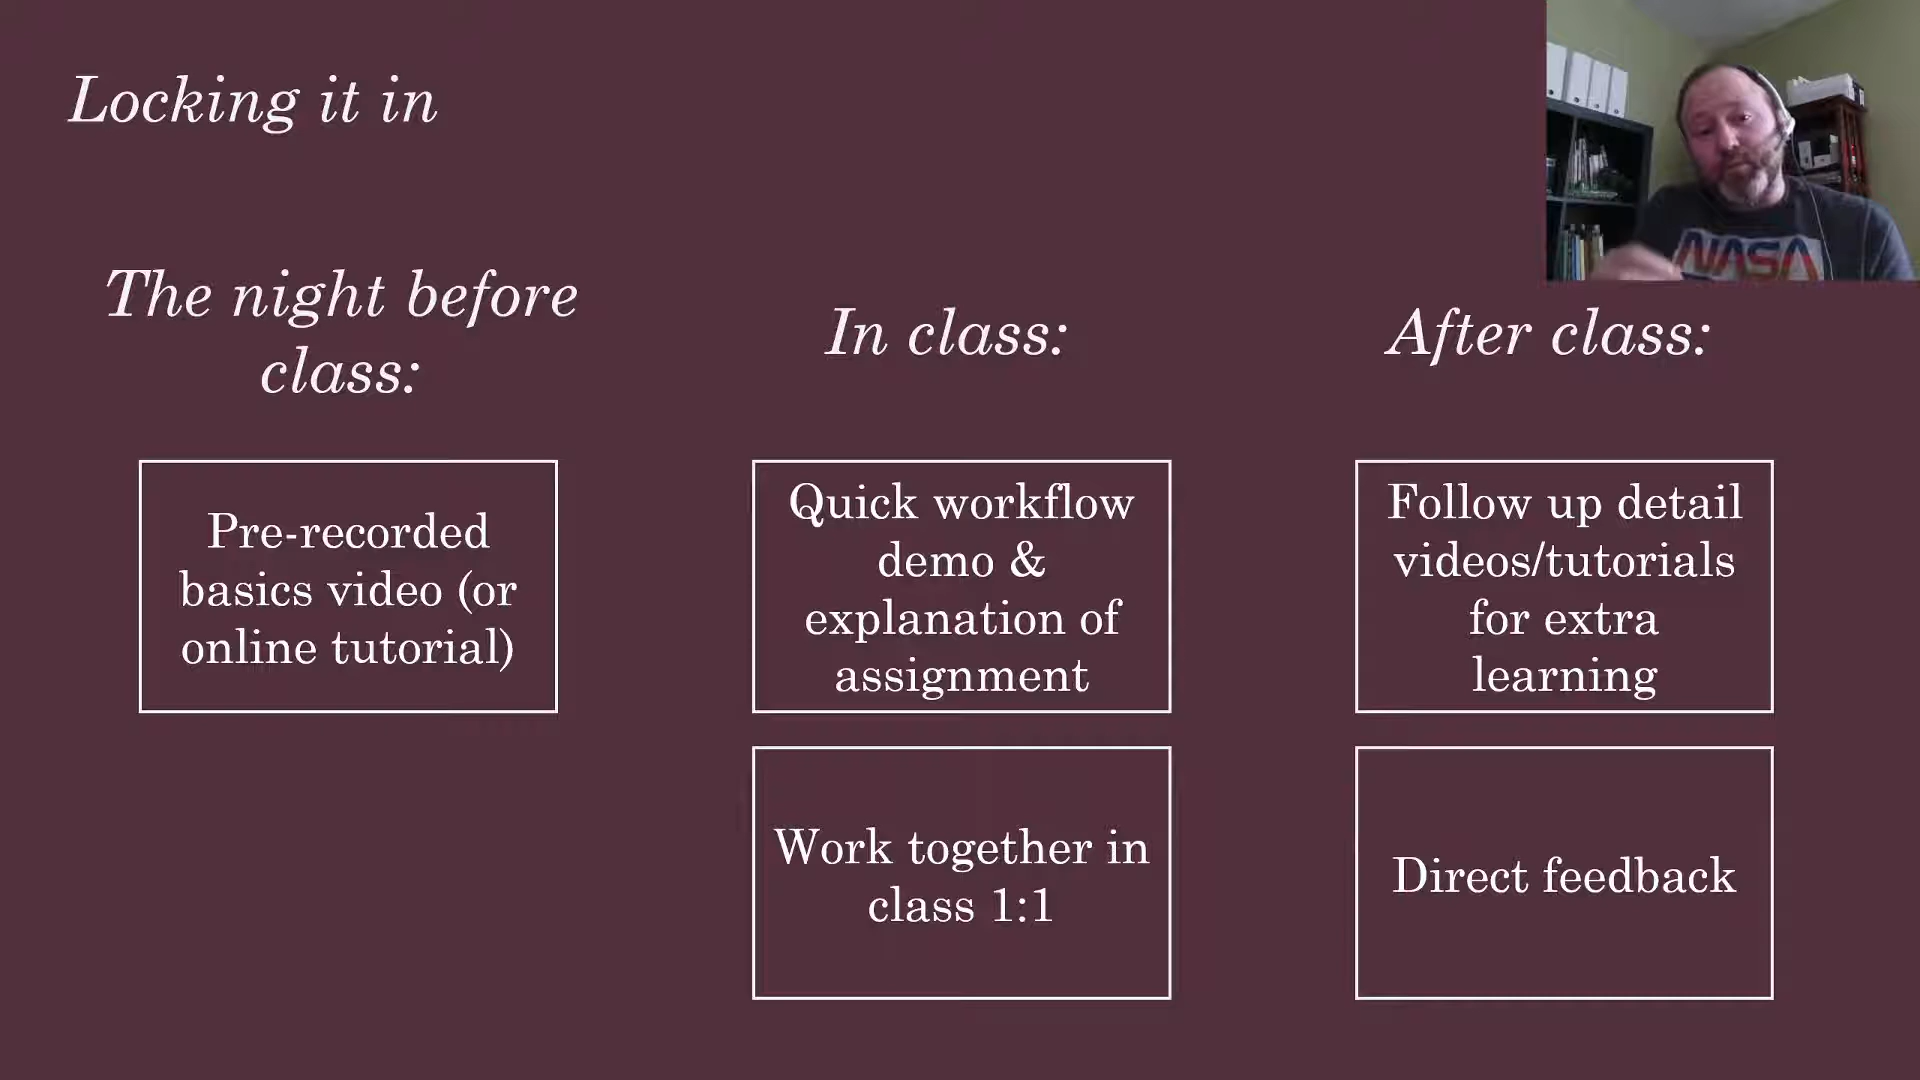 Locking it in
NASA
The night before
class:
In class:
After class:
Pre-recorded
basics video (or
online tutorial)
Quick workflow
demo &
explanation of
assignment
Follow up detail
videos/tutorials
for extra
learning
Work together in
class 1:1
Direct feedback